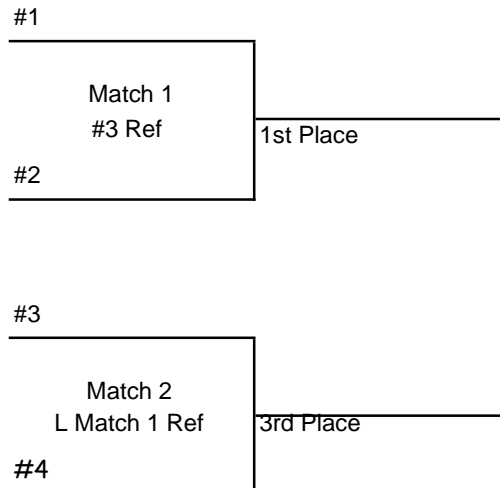 #1
Match 1
#3 Ref
1st Place
#2
#3
Match 2
L Match 1 Ref
3rd Place
#4